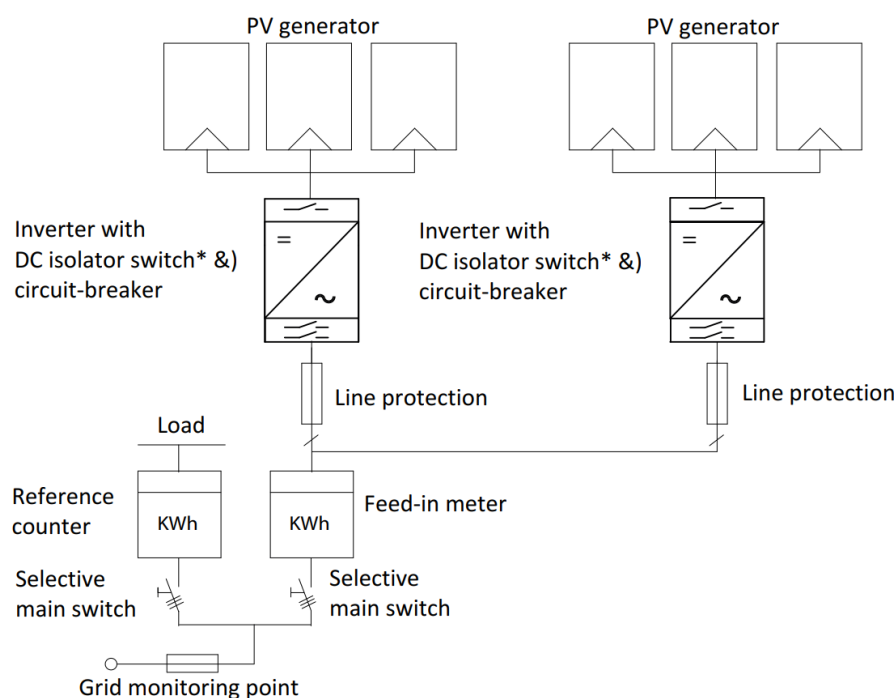 PV generator
PV generator
Inverter with
DC isolator switch* &)
circuit-breaker
Inverter with
DC isolator switch* &)
circuit-breaker
Line protection
Line protection
Load
Reference
counter
KWh
KWh
Feed-in meter
Selective
main switch
Selective
main switch
Grid monitoring point